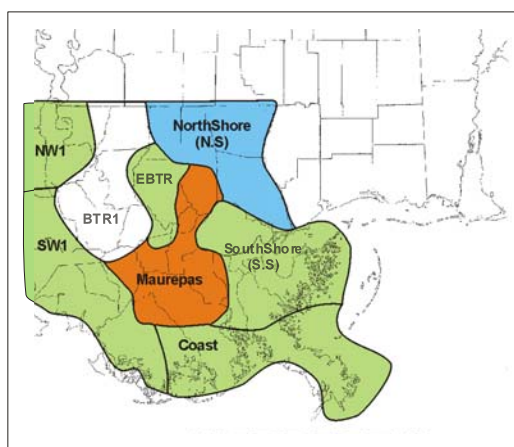 NorthShore
(N.S)
NW1
EBTR
BTR1
SW1
SouthShore
(S.S)
Maurepas
Coast